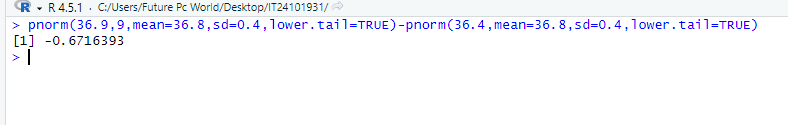 R 4.5.1 · C:/Users/Future Pc World/Desktop/IT24101931/
> pnorm(36.9,9,mean=36.8,sd=0.4,lower.tail=TRUE)-pnorm(36.4,mean=36.8,sd=0.4,lower.tail=TRUE)
[1] -0.6716393
>